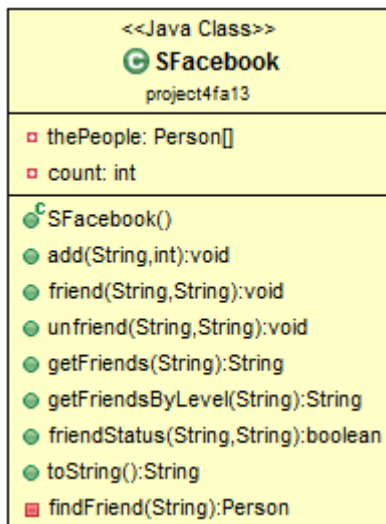 <<Java Class>>
C SFacebook
project4fa13
thePeople: Person[]
count: int
C SFacebook()
add(String,int):void
friend(String,String):void
unfriend(String,String):void
getFriends(String):String
getFriendsByLevel(String):String
friendStatus(String,String):boolean
toString():String
findFriend(String):Person